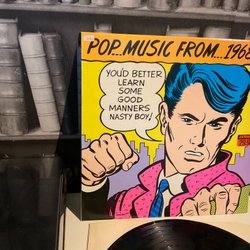 POP...MUSIC FROM...1968
YOU'D BETTER
LEARN
SOME
GOOD
MANNERS
NASTY BOY!